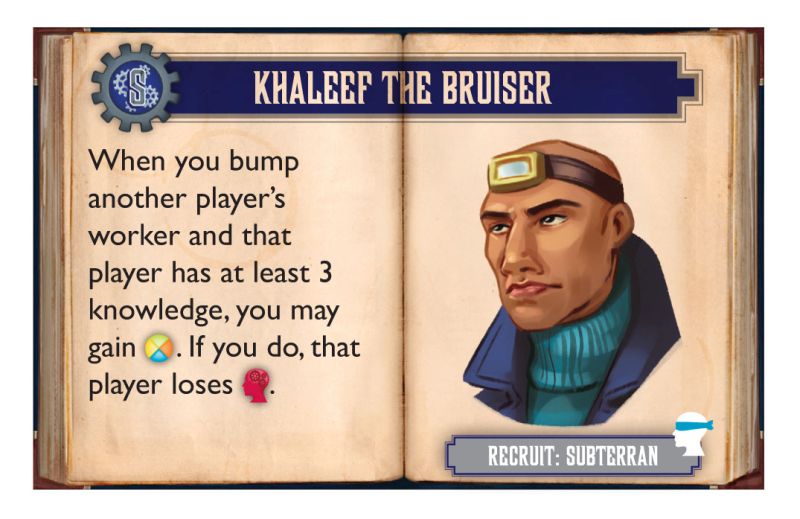 S
KHALEEF THE BRUISER
When you bump
another player's
worker and that
player has at least 3
knowledge, you may
gain . If you do, that
player loses .
RECRUIT: SUBTERRAN